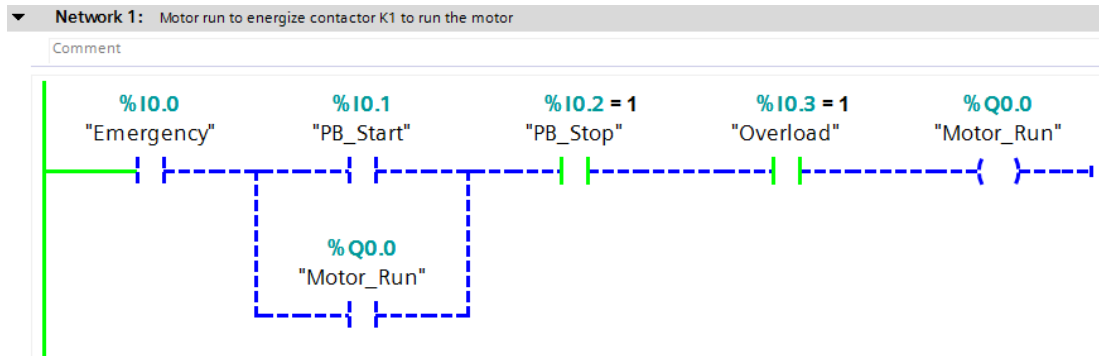 Network 1: Motor run to energize contactor K1 to run the motor
Comment
%I0.0 %I0.1 %I0.2 = 1 %I0.3 = 1 %Q0.0
"Emergency" "PB_Start" "PB_Stop" "Overload" "Motor_Run"
%Q0.0
"Motor_Run"